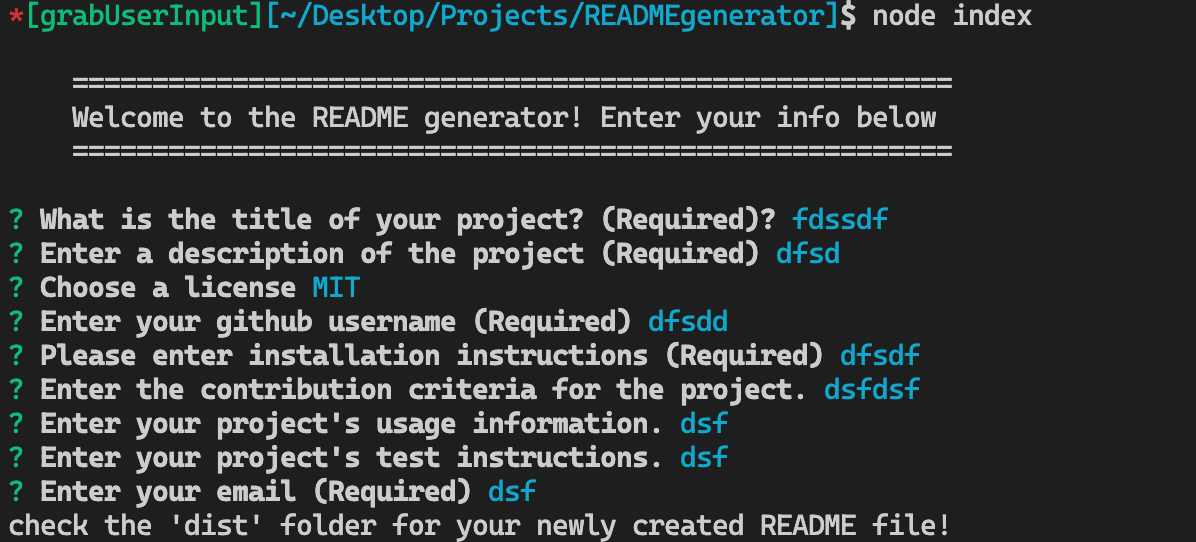 *[grabUserInput][~/Desktop/Projects/READMEgenerator]$ node index
=======================================================
Welcome to the README generator! Enter your info below
=======================================================
? What is the title of your project? (Required)? fdssdf
? Enter a description of the project (Required) dfsd
? Choose a license MIT
? Enter your github username (Required) dfsdd
? Please enter installation instructions (Required) dfsdf
? Enter the contribution criteria for the project. dsfdsf
? Enter your project's usage information. dsf
? Enter your project's test instructions. dsf
? Enter your email (Required) dsf
check the 'dist' folder for your newly created README file!